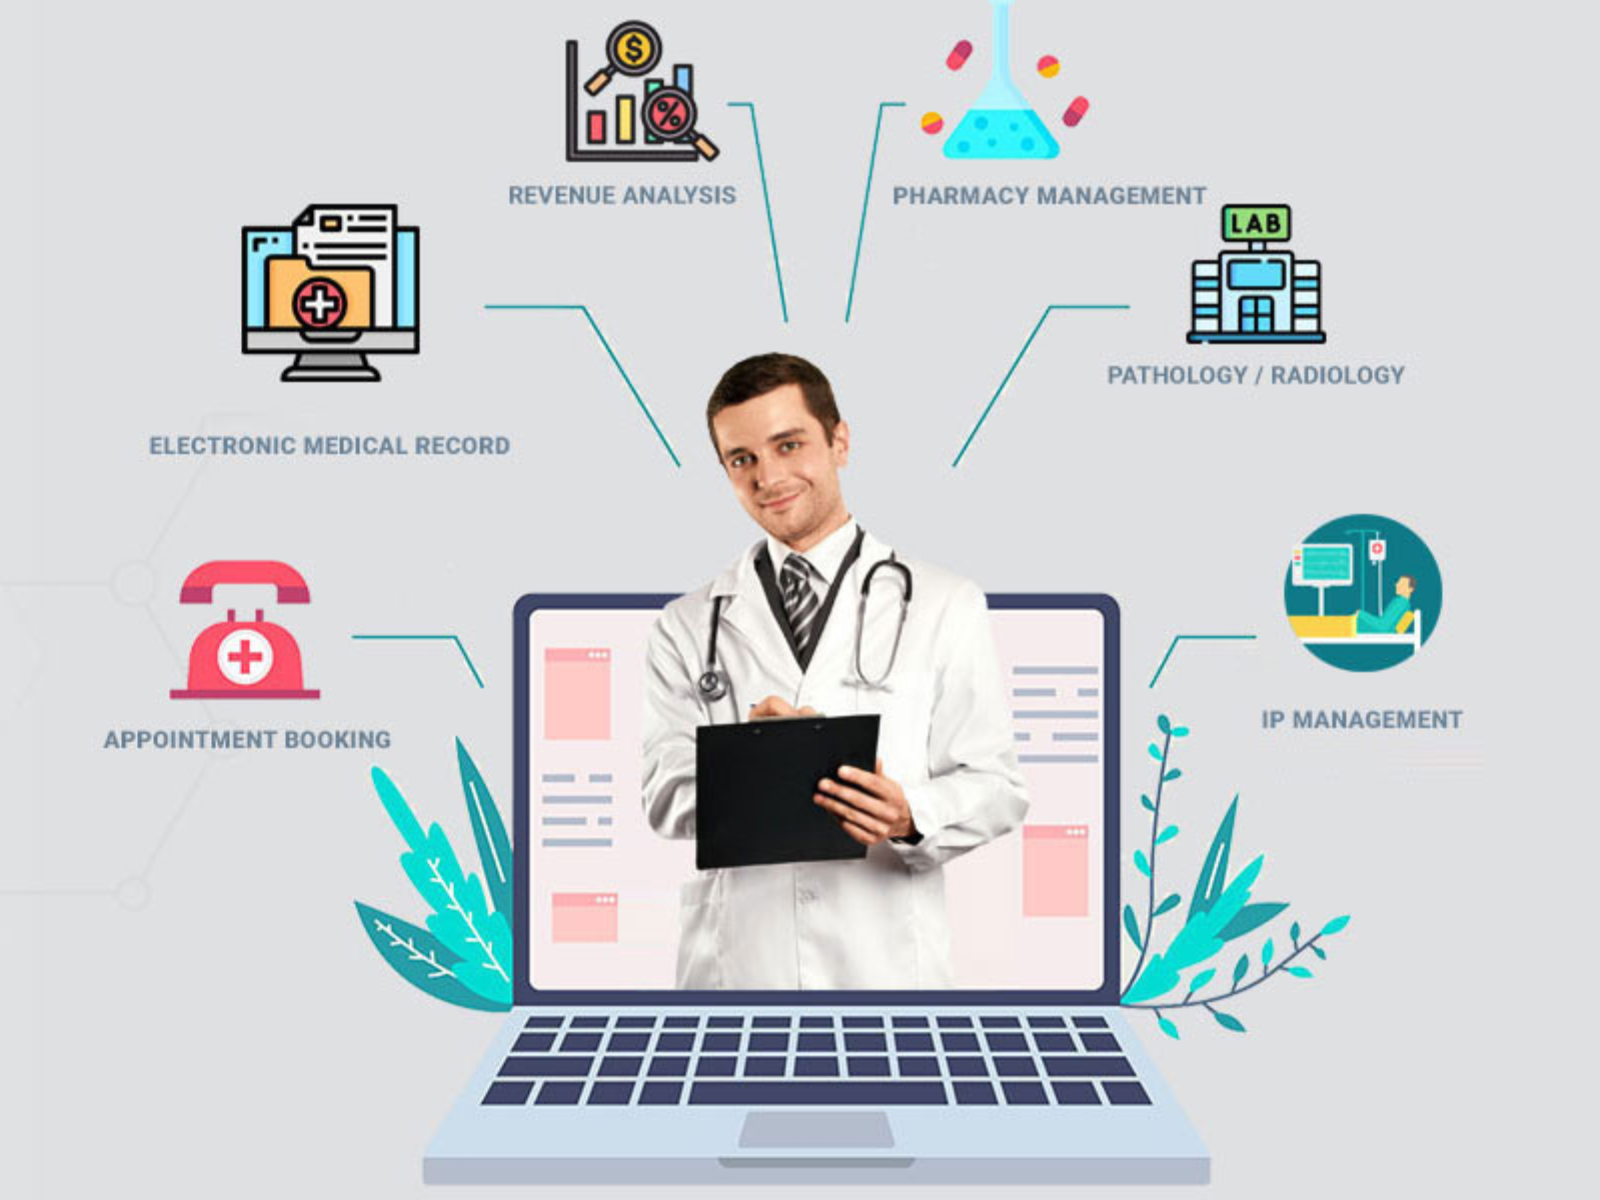 $
%
REVENUE ANALYSIS
PHARMACY MANAGEMENT
LAB
PATHOLOGY / RADIOLOGY
ELECTRONIC MEDICAL RECORD
IP MANAGEMENT
APPOINTMENT BOOKING